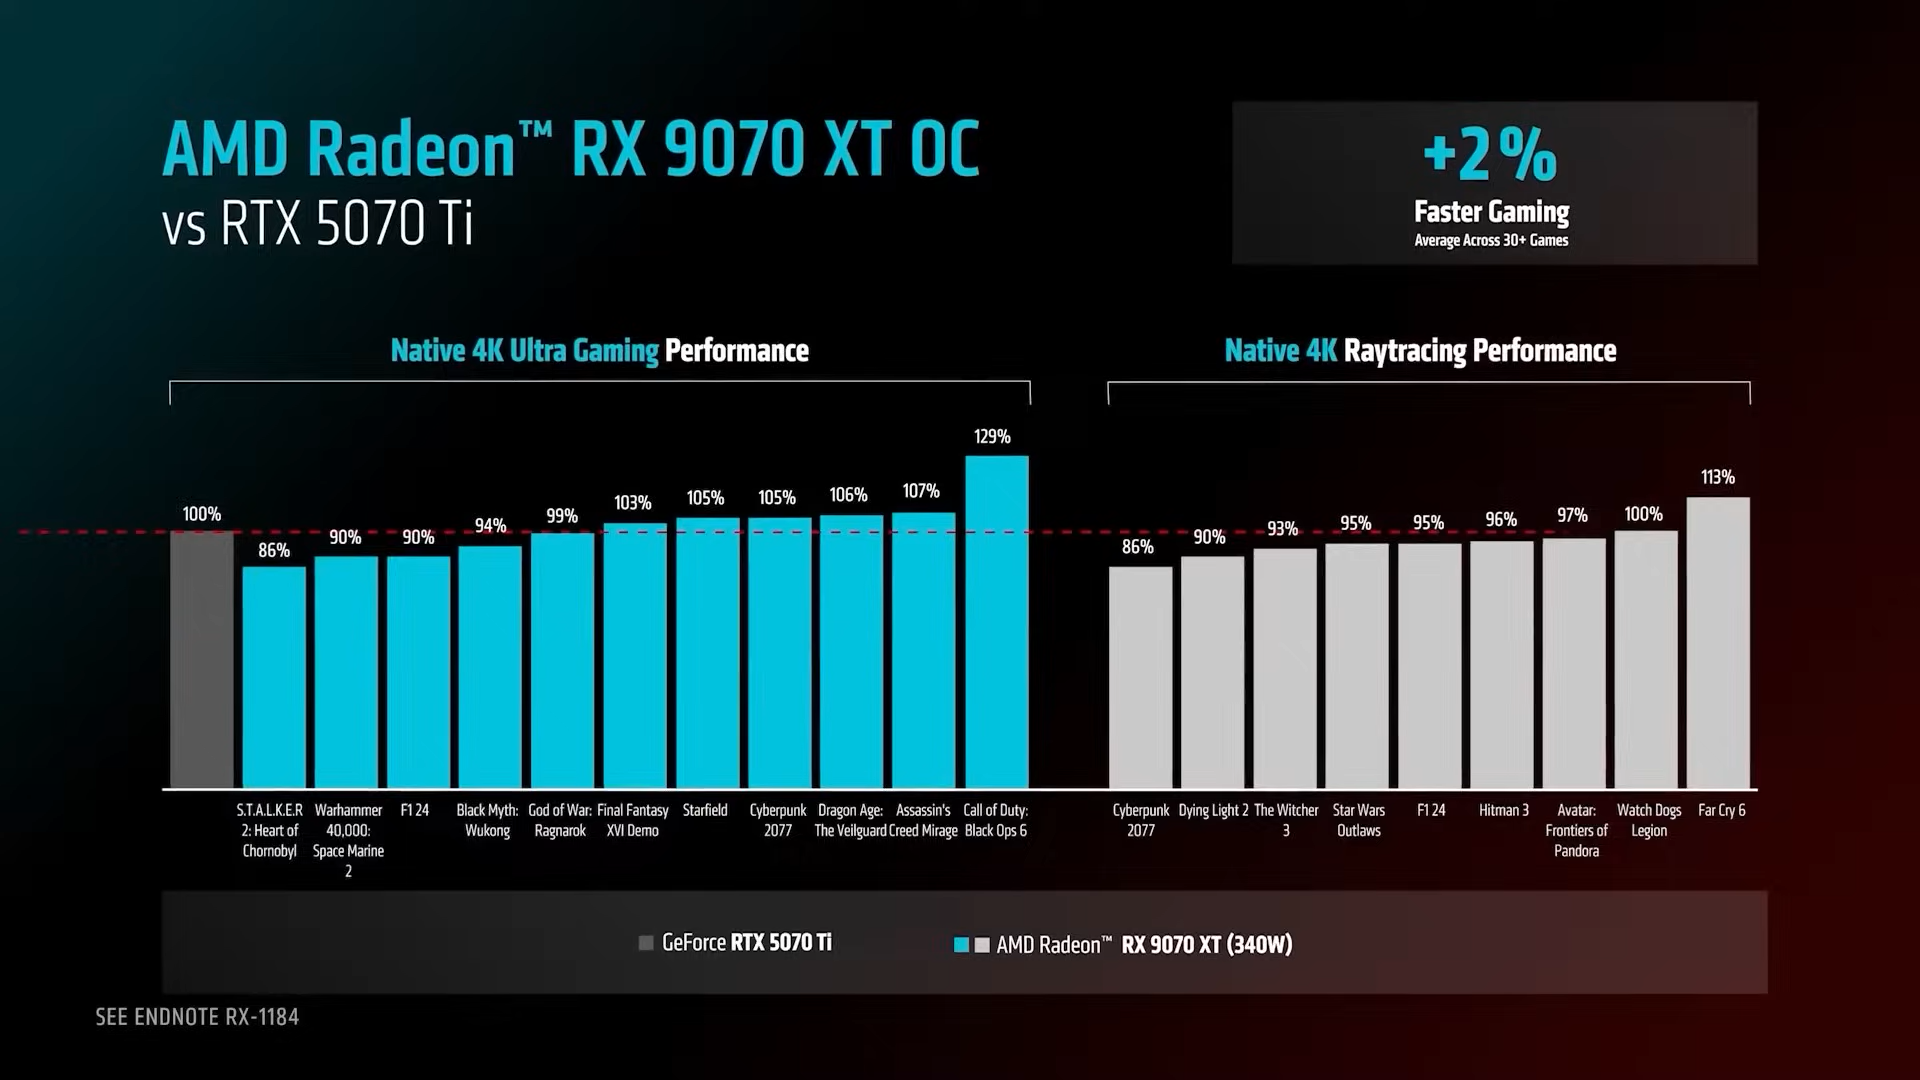 AMD Radeon™ RX 9070 XT OC
vs RTX 5070 Ti
+2%
Faster Gaming
Average Across 30+ Games
Native 4K Ultra Gaming Performance
100%
86%
90%
90%
94%
99%
103%
105%
105%
106%
107%
129%
S.T.A.L.K.E.R
2: Heart of
Chornobyl
Warhammer
40,000:
Space Marine
2
F1 24
Black Myth:
Wukong
God of War:
Ragnarok
Final Fantasy
XVI Demo
Starfield
Cyberpunk
2077
Dragon Age:
The Veilguard
Assassin's
Creed Mirage
Call of Duty:
Black Ops 6
Native 4K Raytracing Performance
86%
90%
93%
95%
95%
96%
97%
100%
113%
Cyberpunk
2077
Dying Light 2
The Witcher
3
Star Wars
Outlaws
F1 24
Hitman 3
Avatar:
Frontiers of
Pandora
Watch Dogs
Legion
Far Cry 6
GeForce RTX 5070 Ti
AMD Radeon™ RX 9070 XT (340W)
SEE ENDNOTE RX-1184